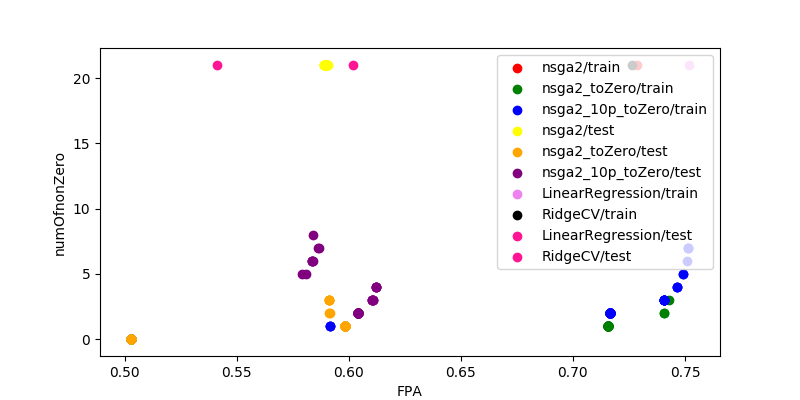 20
15
10
5
0
numOfnonZero
nsga2/train
nsga2_toZero/train
nsga2_10p_toZero/train
nsga2/test
nsga2_toZero/test
nsga2_10p_toZero/test
LinearRegression/train
RidgeCV/train
LinearRegression/test
RidgeCV/test
0.50 0.55 0.60 0.65 0.70 0.75
FPA